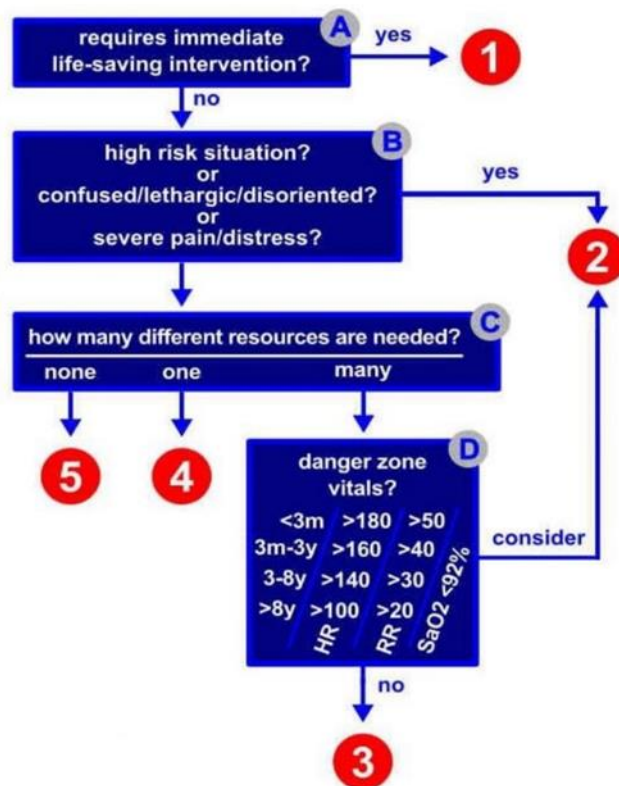 A
requires immediate
life-saving intervention?
yes
1
no
B
high risk situation?
or
confused/lethargic/disoriented?
or
severe pain/distress?
yes
2
C
how many different resources are needed?
none one many
5
4
D
danger zone
vitals?
<3m >180 >50
3m-3y >160 >40
3-8y >140 >30
>8y >100 >20
HR RR SaO2 <92%
consider
no
3